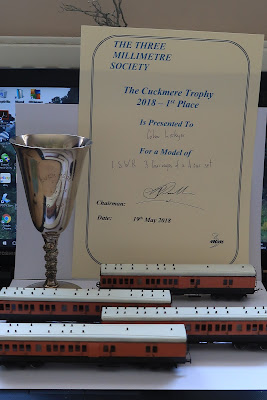 THE THREE
MILLIMETRE
SOCIETY
The Cuckmere Trophy
2018 – 1st Place
Is Presented To
For a Model of
Chairman:
Date: 19th May 2018